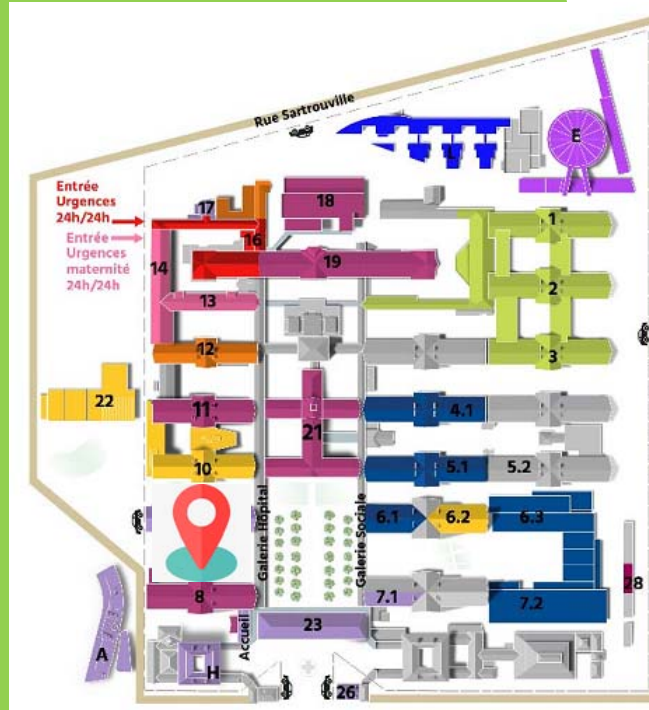 Rue Sartrouville
E
L
Entrée
Urgences
24h/24h
17
18
1
Entrée
Urgences
maternité
24h/24h
16
14
19
2
13
12
3
22
11
21
4.1
10
5.1
5.2
Galerie Hôpital
Galerie Sociale
6.1
6.2
6.3
8
7.1
7.2
28
A
Accueil
23
H
26